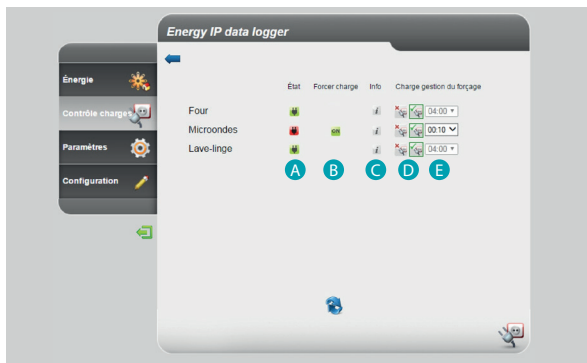 Energy IP data logger
Énergie
Contrôle charges
Paramètres
Configuration
État Forcer charge Info Charge gestion du forçage
Four i 04:00
Microondes ON i 00:10
Lave-linge i 04:00
A B C D E